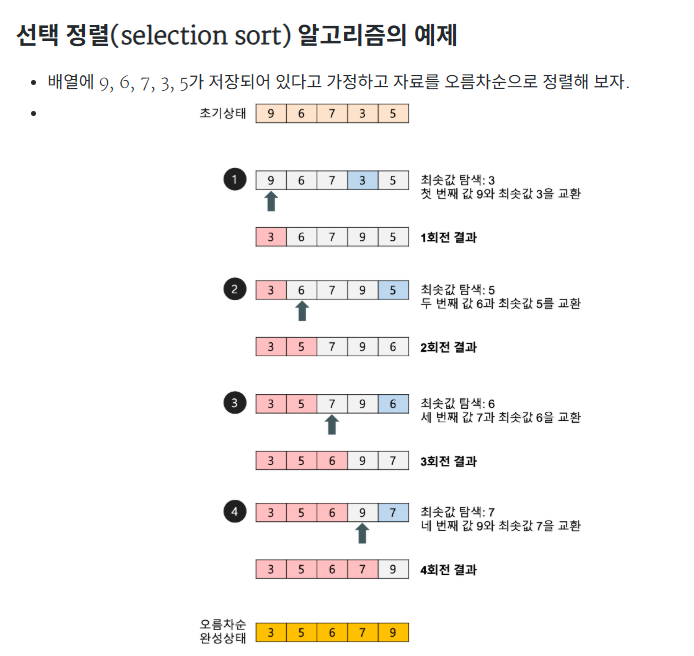 선택 정렬(selection sort) 알고리즘의 예제
배열에 9, 6, 7, 3, 5가 저장되어 있다고 가정하고 자료를 오름차순으로 정렬해 보자.
초기상태 9 6 7 3 5
1 9 6 7 3 5 최솟값 탐색: 3
첫 번째 값 9와 최솟값 3을 교환
3 6 7 9 5 1회전 결과
2 3 6 7 9 5 최솟값 탐색: 5
두 번째 값 6과 최솟값 5를 교환
3 5 7 9 6 2회전 결과
3 3 5 7 9 6 최솟값 탐색: 6
세 번째 값 7과 최솟값 6을 교환
3 5 6 9 7 3회전 결과
4 3 5 6 9 7 최솟값 탐색: 7
네 번째 값 9와 최솟값 7을 교환
3 5 6 7 9 4회전 결과
오름차순
완성상태 3 5 6 7 9